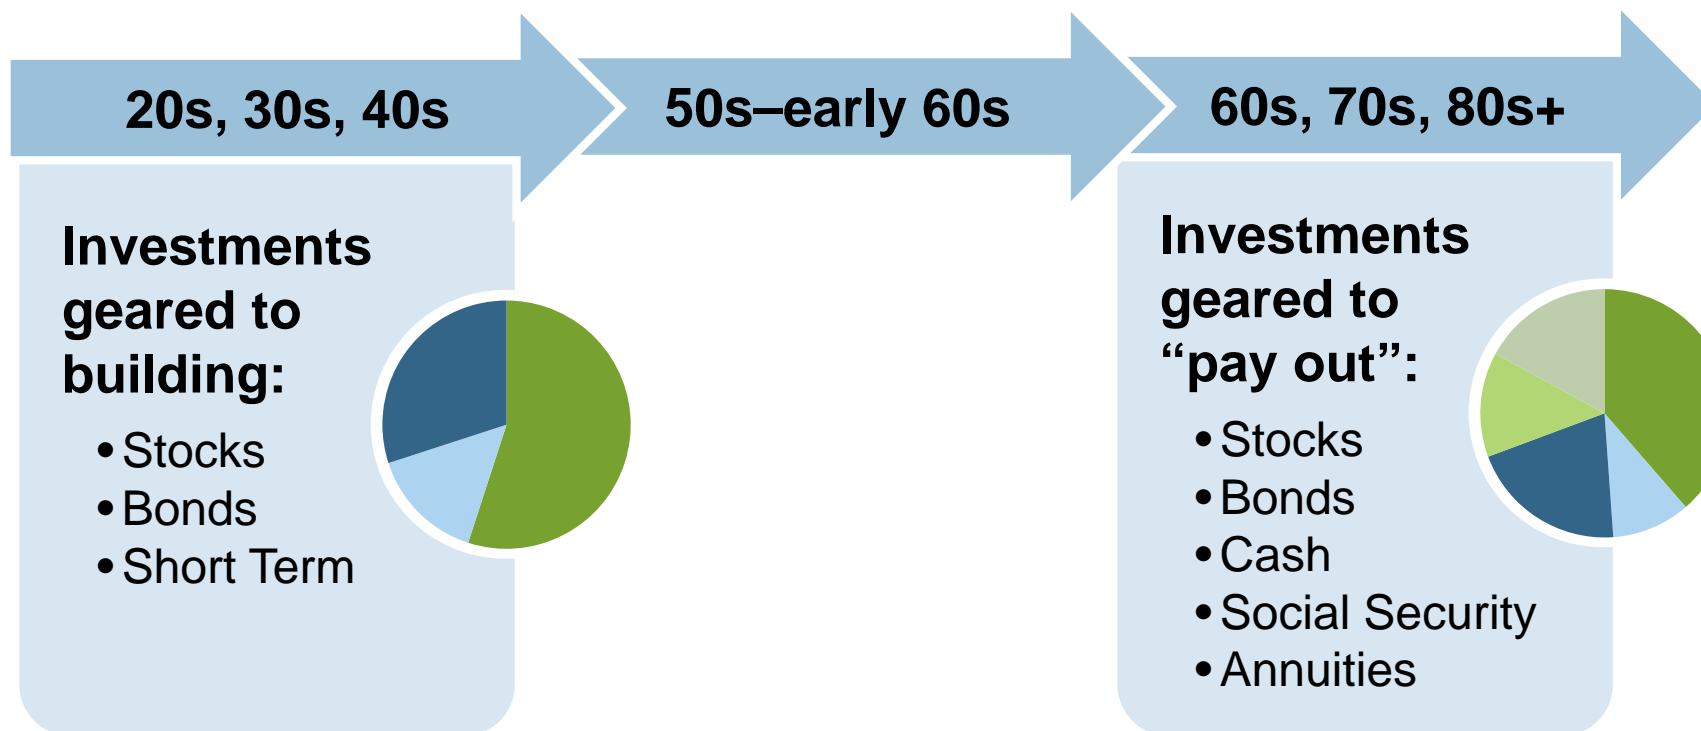 20s, 30s, 40s
50s–early 60s
60s, 70s, 80s+
Investments
geared to
building:
•Stocks
•Bonds
•Short Term
Investments
geared to
“pay out”:
•Stocks
•Bonds
•Cash
•Social Security
•Annuities